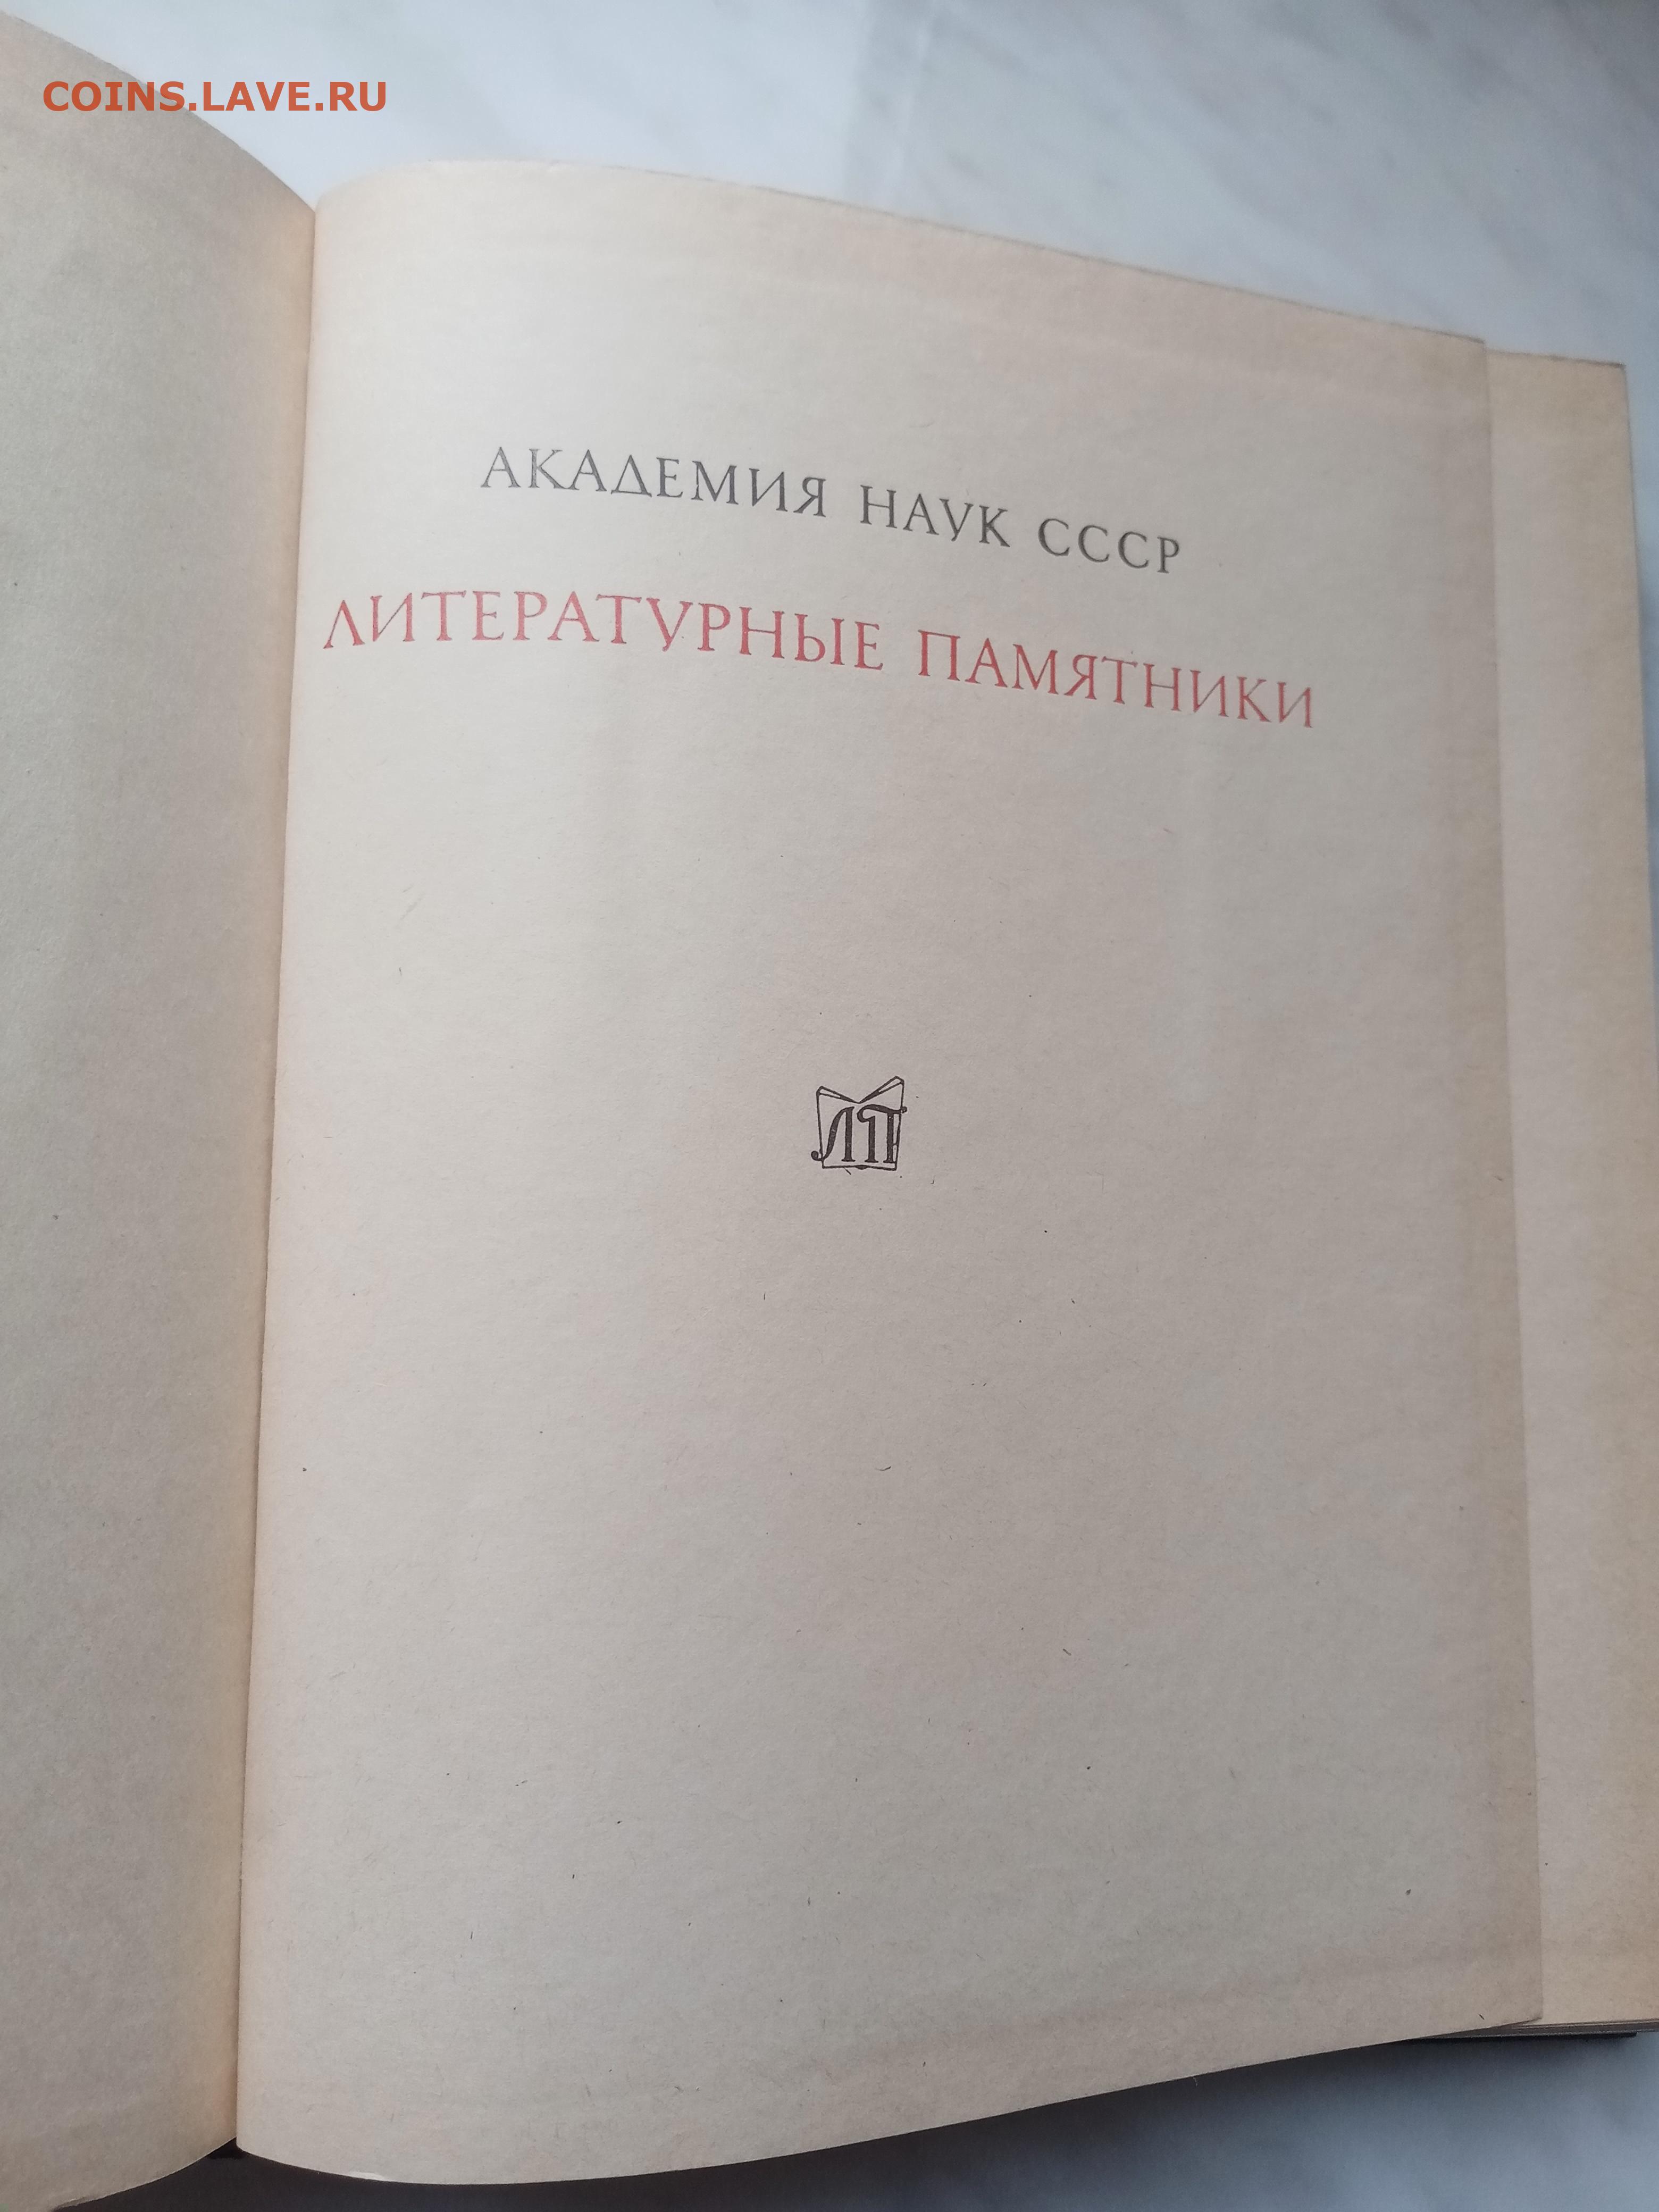 COINS.LAVE.RU
АКАДЕМИЯ НАУК СССР
ЛИТЕРАТУРНЫЕ ПАМЯТНИКИ
ЛП